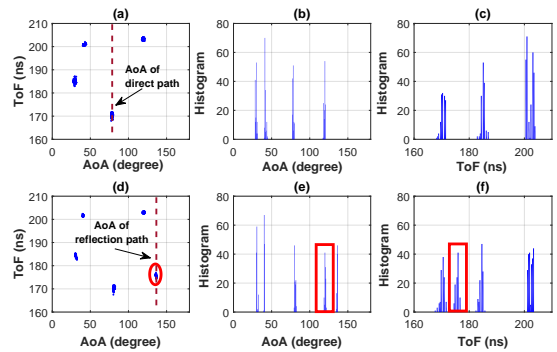 (a)
(b)
(c)
210
200
190
180
170
160
ToF (ns)
AoA of
direct path
0
50
100
150
AoA (degree)
80
60
40
20
0
Histogram
0
50
100
150
AoA (degree)
80
60
40
20
0
Histogram
160
180
200
ToF (ns)
(d)
(e)
(f)
210
200
190
180
170
160
ToF (ns)
AoA of
reflection path
0
50
100
150
AoA (degree)
80
60
40
20
0
Histogram
0
50
100
150
AoA (degree)
80
60
40
20
0
Histogram
160
180
200
ToF (ns)